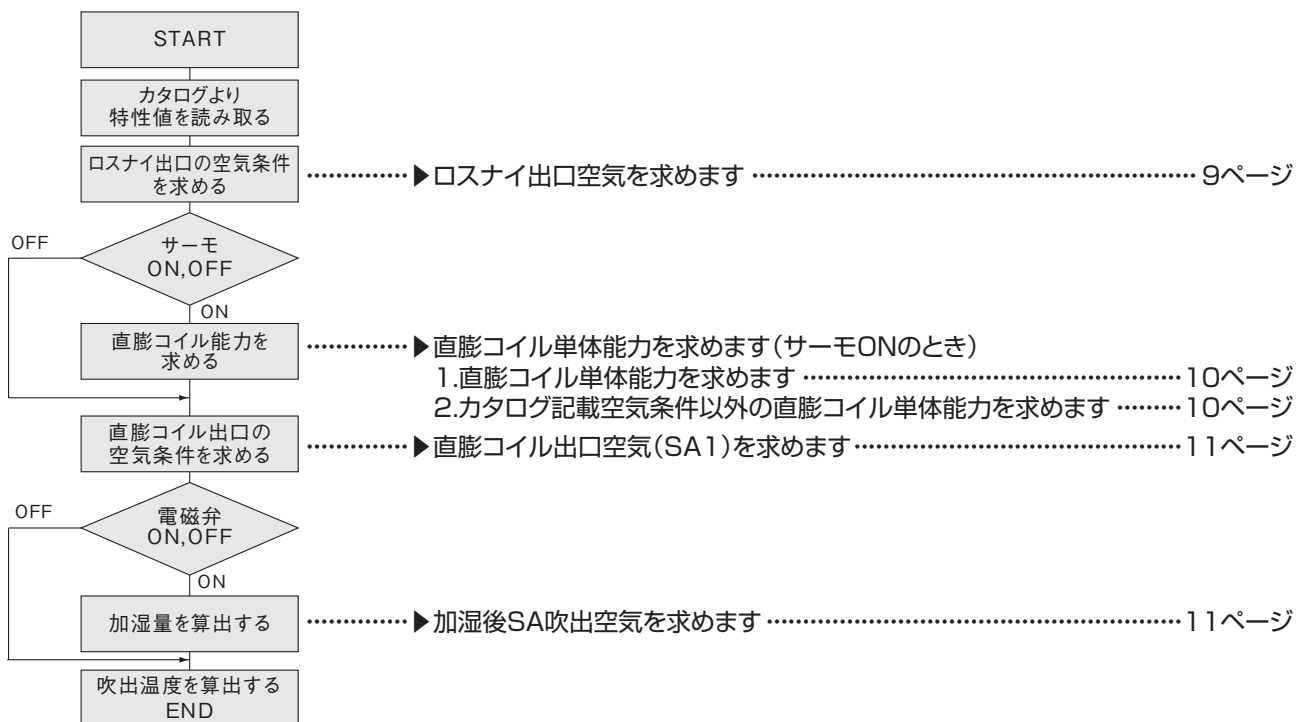 START
カタログより
特性値を読み取る
ロスナイ出口の空気条件
を求める
‥‥‥‥‥▶ロスナイ出口空気を求めます‥‥‥‥‥‥‥‥‥‥‥‥‥‥‥‥‥‥‥‥9ページ
OFF
サーモ
ON,OFF
ON
直膨コイル能力を
求める
‥‥‥‥‥▶直膨コイル単体能力を求めます(サーモONのとき)
1.直膨コイル単体能力を求めます‥‥‥‥‥‥‥‥‥‥‥‥‥‥‥‥‥10ページ
2.カタログ記載空気条件以外の直膨コイル単体能力を求めます‥‥‥10ページ
直膨コイル出口の
空気条件を求める
‥‥‥‥‥▶直膨コイル出口空気(SA1)を求めます‥‥‥‥‥‥‥‥‥‥‥‥‥‥‥11ページ
OFF
電磁弁
ON,OFF
ON
加湿量を算出する
‥‥‥‥‥▶加湿後SA吹出空気を求めます‥‥‥‥‥‥‥‥‥‥‥‥‥‥‥‥‥‥‥11ページ
吹出温度を算出する
END